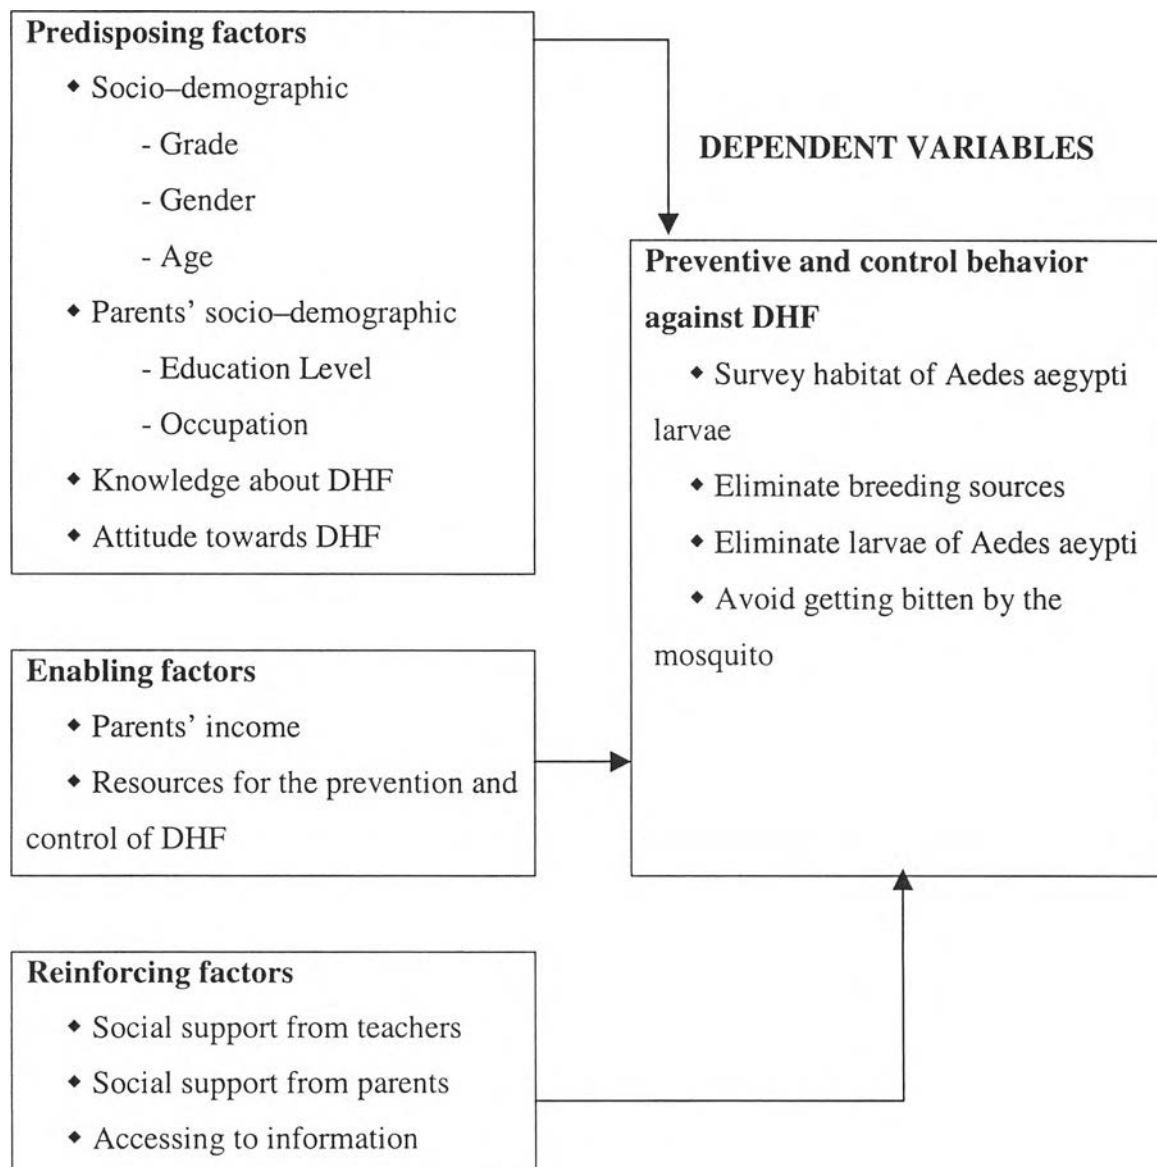 Predisposing factors
◆ Socio–demographic
- Grade
- Gender
- Age
◆ Parents’ socio–demographic
- Education Level
- Occupation
◆ Knowledge about DHF
◆ Attitude towards DHF
Enabling factors
◆ Parents’ income
◆ Resources for the prevention and
control of DHF
Reinforcing factors
◆ Social support from teachers
◆ Social support from parents
◆ Accessing to information
DEPENDENT VARIABLES
Preventive and control behavior
against DHF
◆ Survey habitat of Aedes aegypti
larvae
◆ Eliminate breeding sources
◆ Eliminate larvae of Aedes aeypti
◆ Avoid getting bitten by the
mosquito